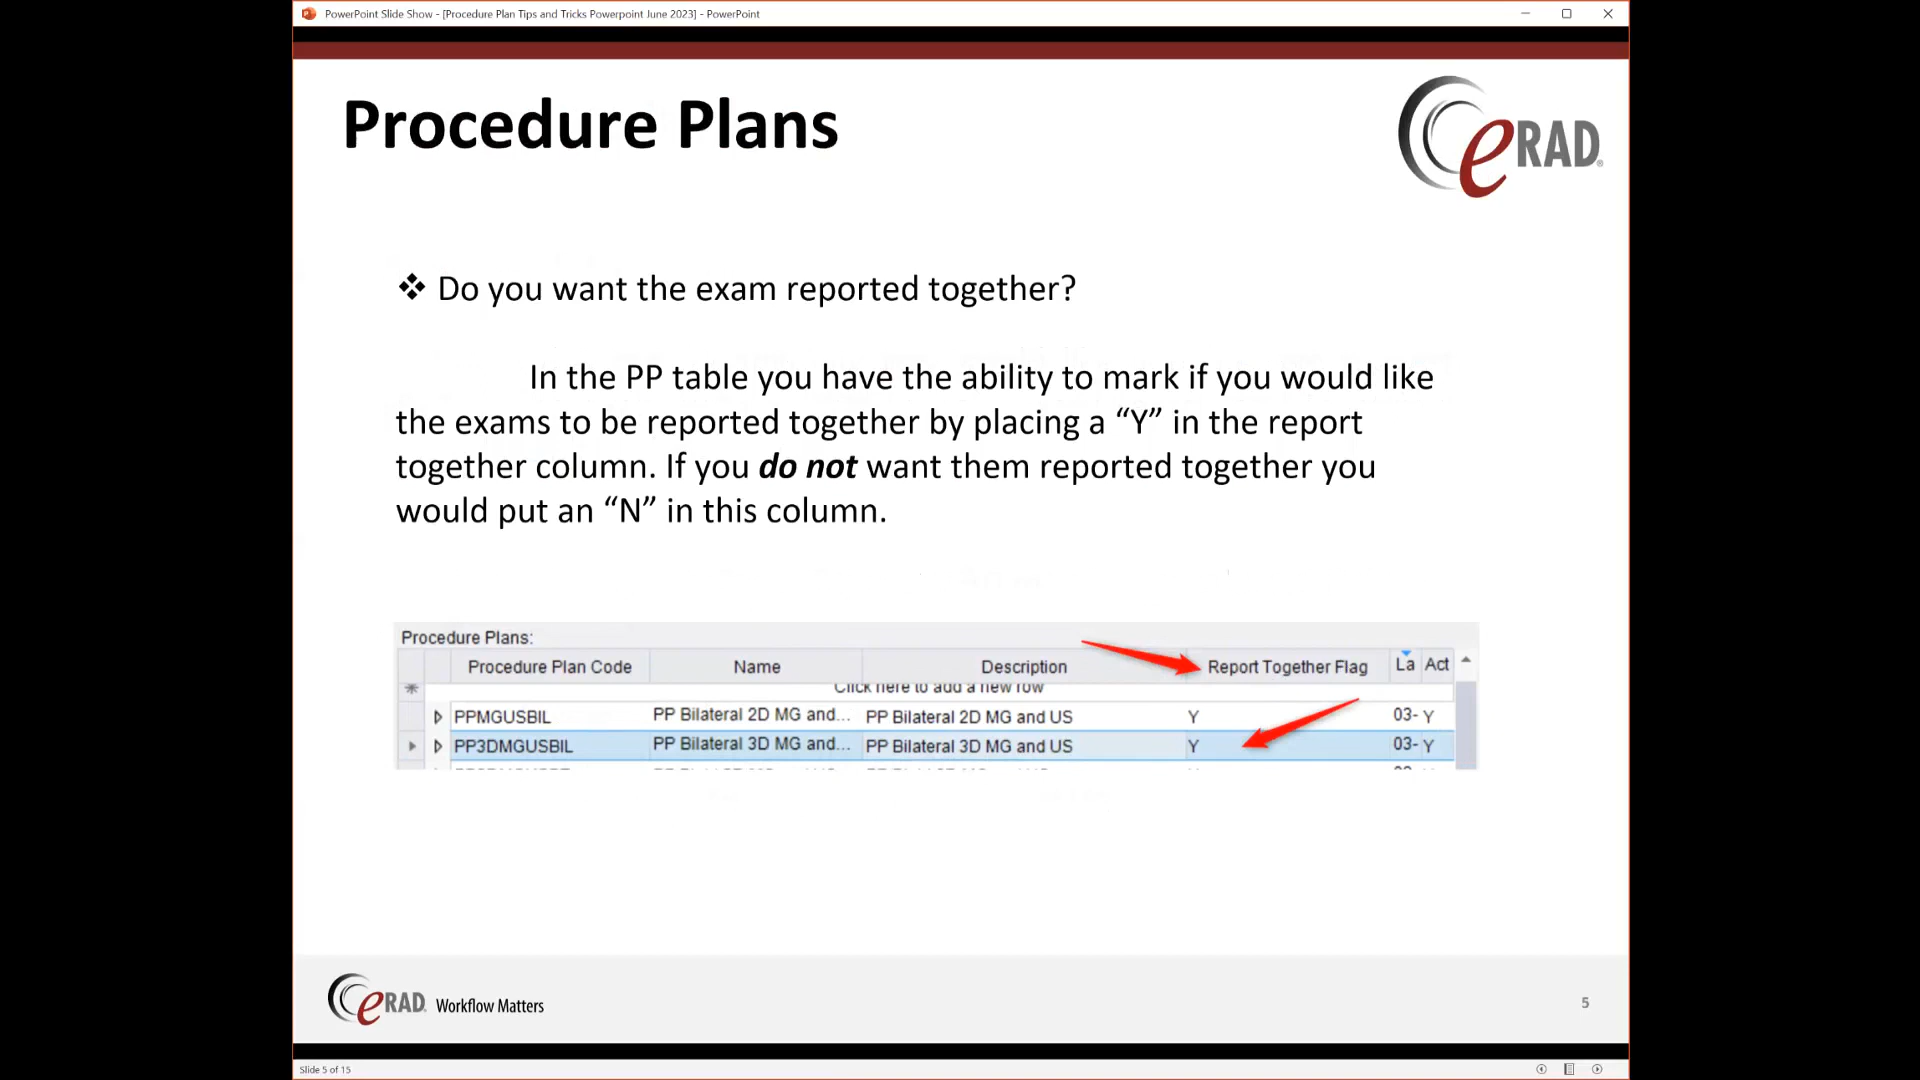 PowerPoint Slide Show - [Procedure Plan Tips and Tricks Powerpoint June 2023] - PowerPoint
Procedure Plans
eRAD®
❖ Do you want the exam reported together?
In the PP table you have the ability to mark if you would like
the exams to be reported together by placing a “Y” in the report
together column. If you do not want them reported together you
would put an “N” in this column.
Procedure Plans:
Procedure Plan Code Name Description Report Together Flag La Act
Click here to add a new row
PPMGUSBIL PP Bilateral 2D MG and... PP Bilateral 2D MG and US Y 03- Y
PP3DMGUSBIL PP Bilateral 3D MG and... PP Bilateral 3D MG and US Y 03- Y
eRAD Workflow Matters
5
Slide 5 of 15